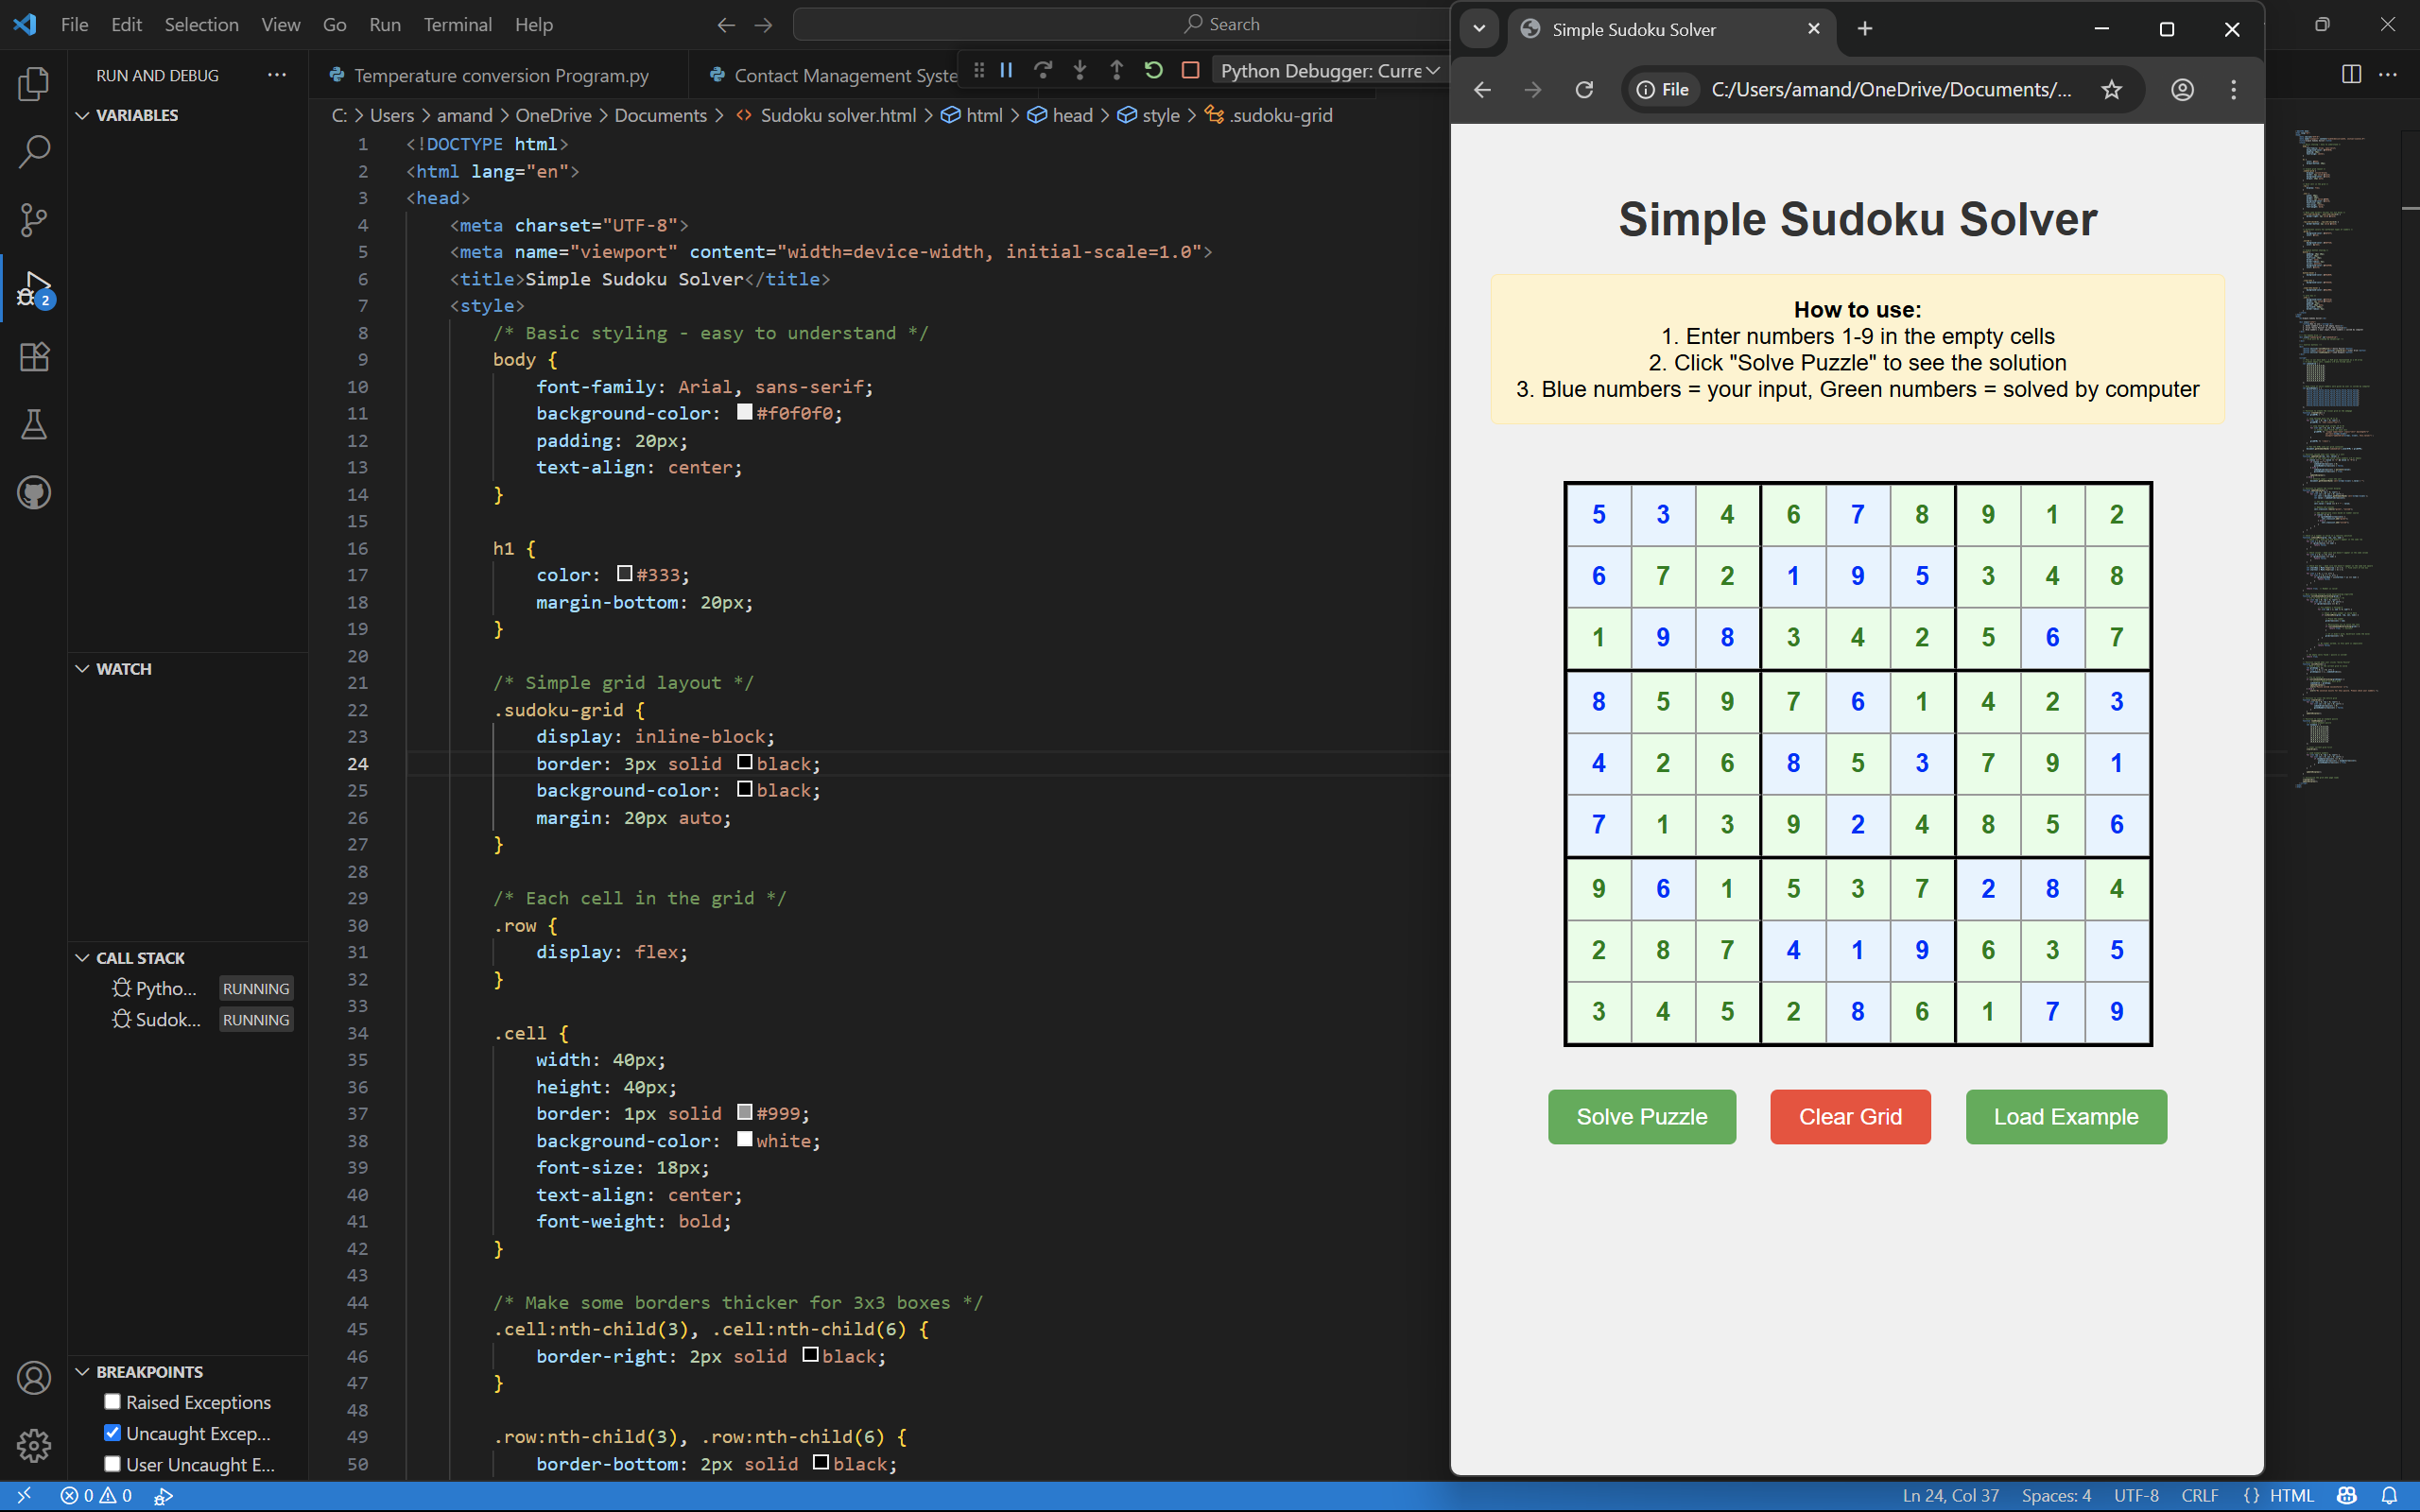 File Edit Selection View Go Run Terminal Help
Search
RUN AND DEBUG
VARIABLES
WATCH
CALL STACK
Pytho... RUNNING
Sudok... RUNNING
BREAKPOINTS
Raised Exceptions
Uncaught Excep...
User Uncaught E...
2
Temperature conversion Program.py
Contact Management Syste
Python Debugger: Curre
C: > Users > amand > OneDrive > Documents > Sudoku solver.html > html > head > style > .sudoku-grid
1 <!DOCTYPE html>
2 <html lang="en">
3 <head>
4 <meta charset="UTF-8">
5 <meta name="viewport" content="width=device-width, initial-scale=1.0">
6 <title>Simple Sudoku Solver</title>
7 <style>
8 /* Basic styling - easy to understand */
9 body {
10 font-family: Arial, sans-serif;
11 background-color: #f0f0f0;
12 padding: 20px;
13 text-align: center;
14 }
15
16 h1 {
17 color: #333;
18 margin-bottom: 20px;
19 }
20
21 /* Simple grid layout */
22 .sudoku-grid {
23 display: inline-block;
24 border: 3px solid black;
25 background-color: black;
26 margin: 20px auto;
27 }
28
29 /* Each cell in the grid */
30 .row {
31 display: flex;
32 }
33
34 .cell {
35 width: 40px;
36 height: 40px;
37 border: 1px solid #999;
38 background-color: white;
39 font-size: 18px;
40 text-align: center;
41 font-weight: bold;
42 }
43
44 /* Make some borders thicker for 3x3 boxes */
45 .cell:nth-child(3), .cell:nth-child(6) {
46 border-right: 2px solid black;
47 }
48
49 .row:nth-child(3), .row:nth-child(6) {
50 border-bottom: 2px solid black;
Simple Sudoku Solver
File C:/Users/amand/OneDrive/Documents/...
Simple Sudoku Solver
How to use:
1. Enter numbers 1-9 in the empty cells
2. Click "Solve Puzzle" to see the solution
3. Blue numbers = your input, Green numbers = solved by computer
5 3 4 6 7 8 9 1 2
6 7 2 1 9 5 3 4 8
1 9 8 3 4 2 5 6 7
8 5 9 7 6 1 4 2 3
4 2 6 8 5 3 7 9 1
7 1 3 9 2 4 8 5 6
9 6 1 5 3 7 2 8 4
2 8 7 4 1 9 6 3 5
3 4 5 2 8 6 1 7 9
Solve Puzzle Clear Grid Load Example
0 0
Ln 24, Col 37 Spaces: 4 UTF-8 CRLF {} HTML